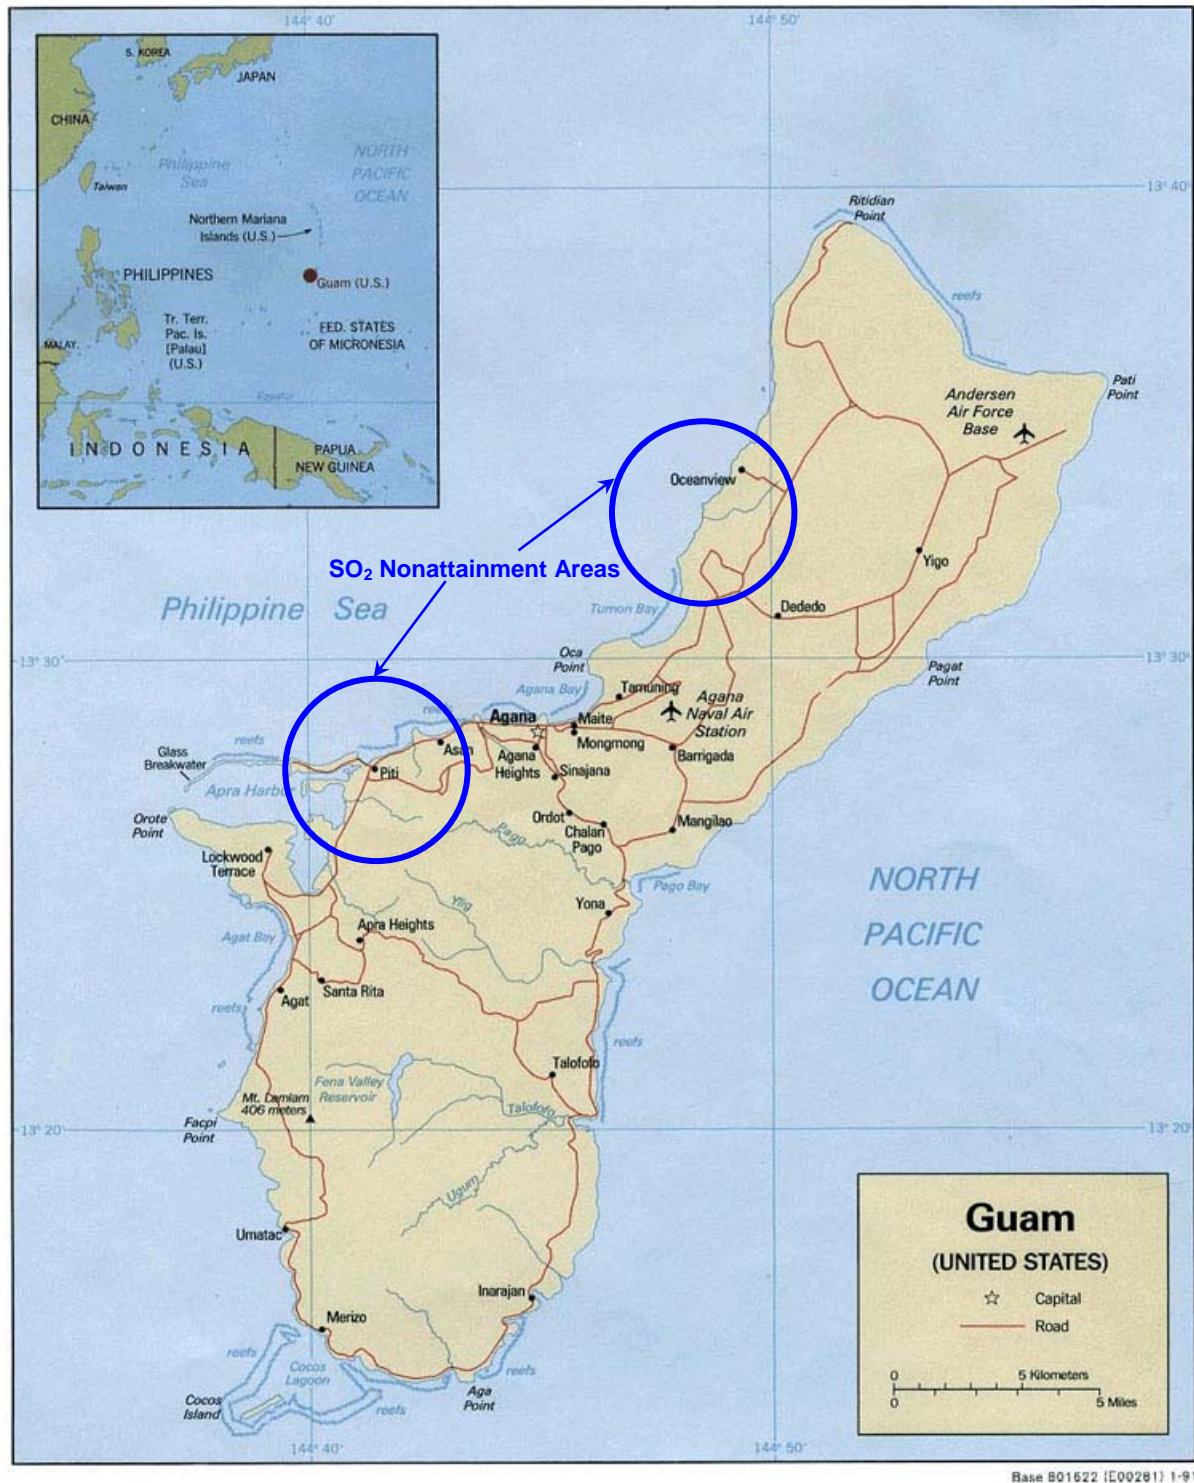 144° 40'
144° 50'
S. KOREA
JAPAN
CHINA
NORTH
PACIFIC
OCEAN
Philippine
Sea
Taiwan
Northern Mariana
Islands (U.S.)
PHILIPPINES
Guam (U.S.)
Tr. Terr.
Pac. Is.
[Palau]
(U.S.)
FED. STATES
OF MICRONESIA
MALAY.
Equator
INDONESIA
PAPUA
NEW GUINEA
13° 40'
Ritidian
Point
reefs
Pati
Point
Andersen
Air Force
Base
Oceanview
Yigo
SO₂ Nonattainment Areas
Philippine Sea
Tumon Bay
Dededo
13° 30'
13° 30'
Oca
Point
Pagat
Point
Agana Bay
Tamuning
Agana
Naval Air
Station
reefs
Agana
Maite
Mongmong
Barrigada
reefs
Glass
Breakwater
Asan
Agana
Heights
Sinajana
Piti
Apra Harbor
Orote
Point
Ordot
Chalan
Pago
Mangilao
Pago
Lockwood
Terrace
Pago Bay
NORTH
PACIFIC
OCEAN
Ylig
Yona
Apra Heights
Agat Bay
Santa Rita
Agat
reefs
reefs
Talofofo
Fena Valley
Reservoir
Mt. Lamlam
406 meters
Talofofo
Facpi
Point
13° 20'
13° 20'
Ugum
Umatac
Inarajan
Merizo
reefs
Cocos
Lagoon
reefs
Cocos
Island
reefs
Aga
Point
144° 40'
144° 50'
Guam
(UNITED STATES)
Capital
Road
0 5 Kilometers
0 5 Miles
Base 801622 (E00281) 1-91